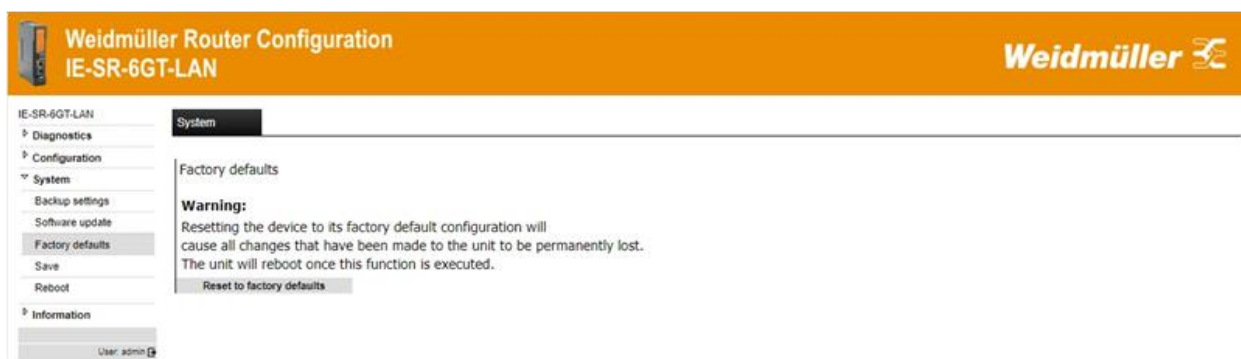 Weidmüller Router Configuration
IE-SR-6GT-LAN
Weidmüller
IE-SR-6GT-LAN
Diagnostics
Configuration
System
Backup settings
Software update
Factory defaults
Save
Reboot
Information
User: admin
System
Factory defaults
Warning:
Resetting the device to its factory default configuration will
cause all changes that have been made to the unit to be permanently lost.
The unit will reboot once this function is executed.
Reset to factory defaults